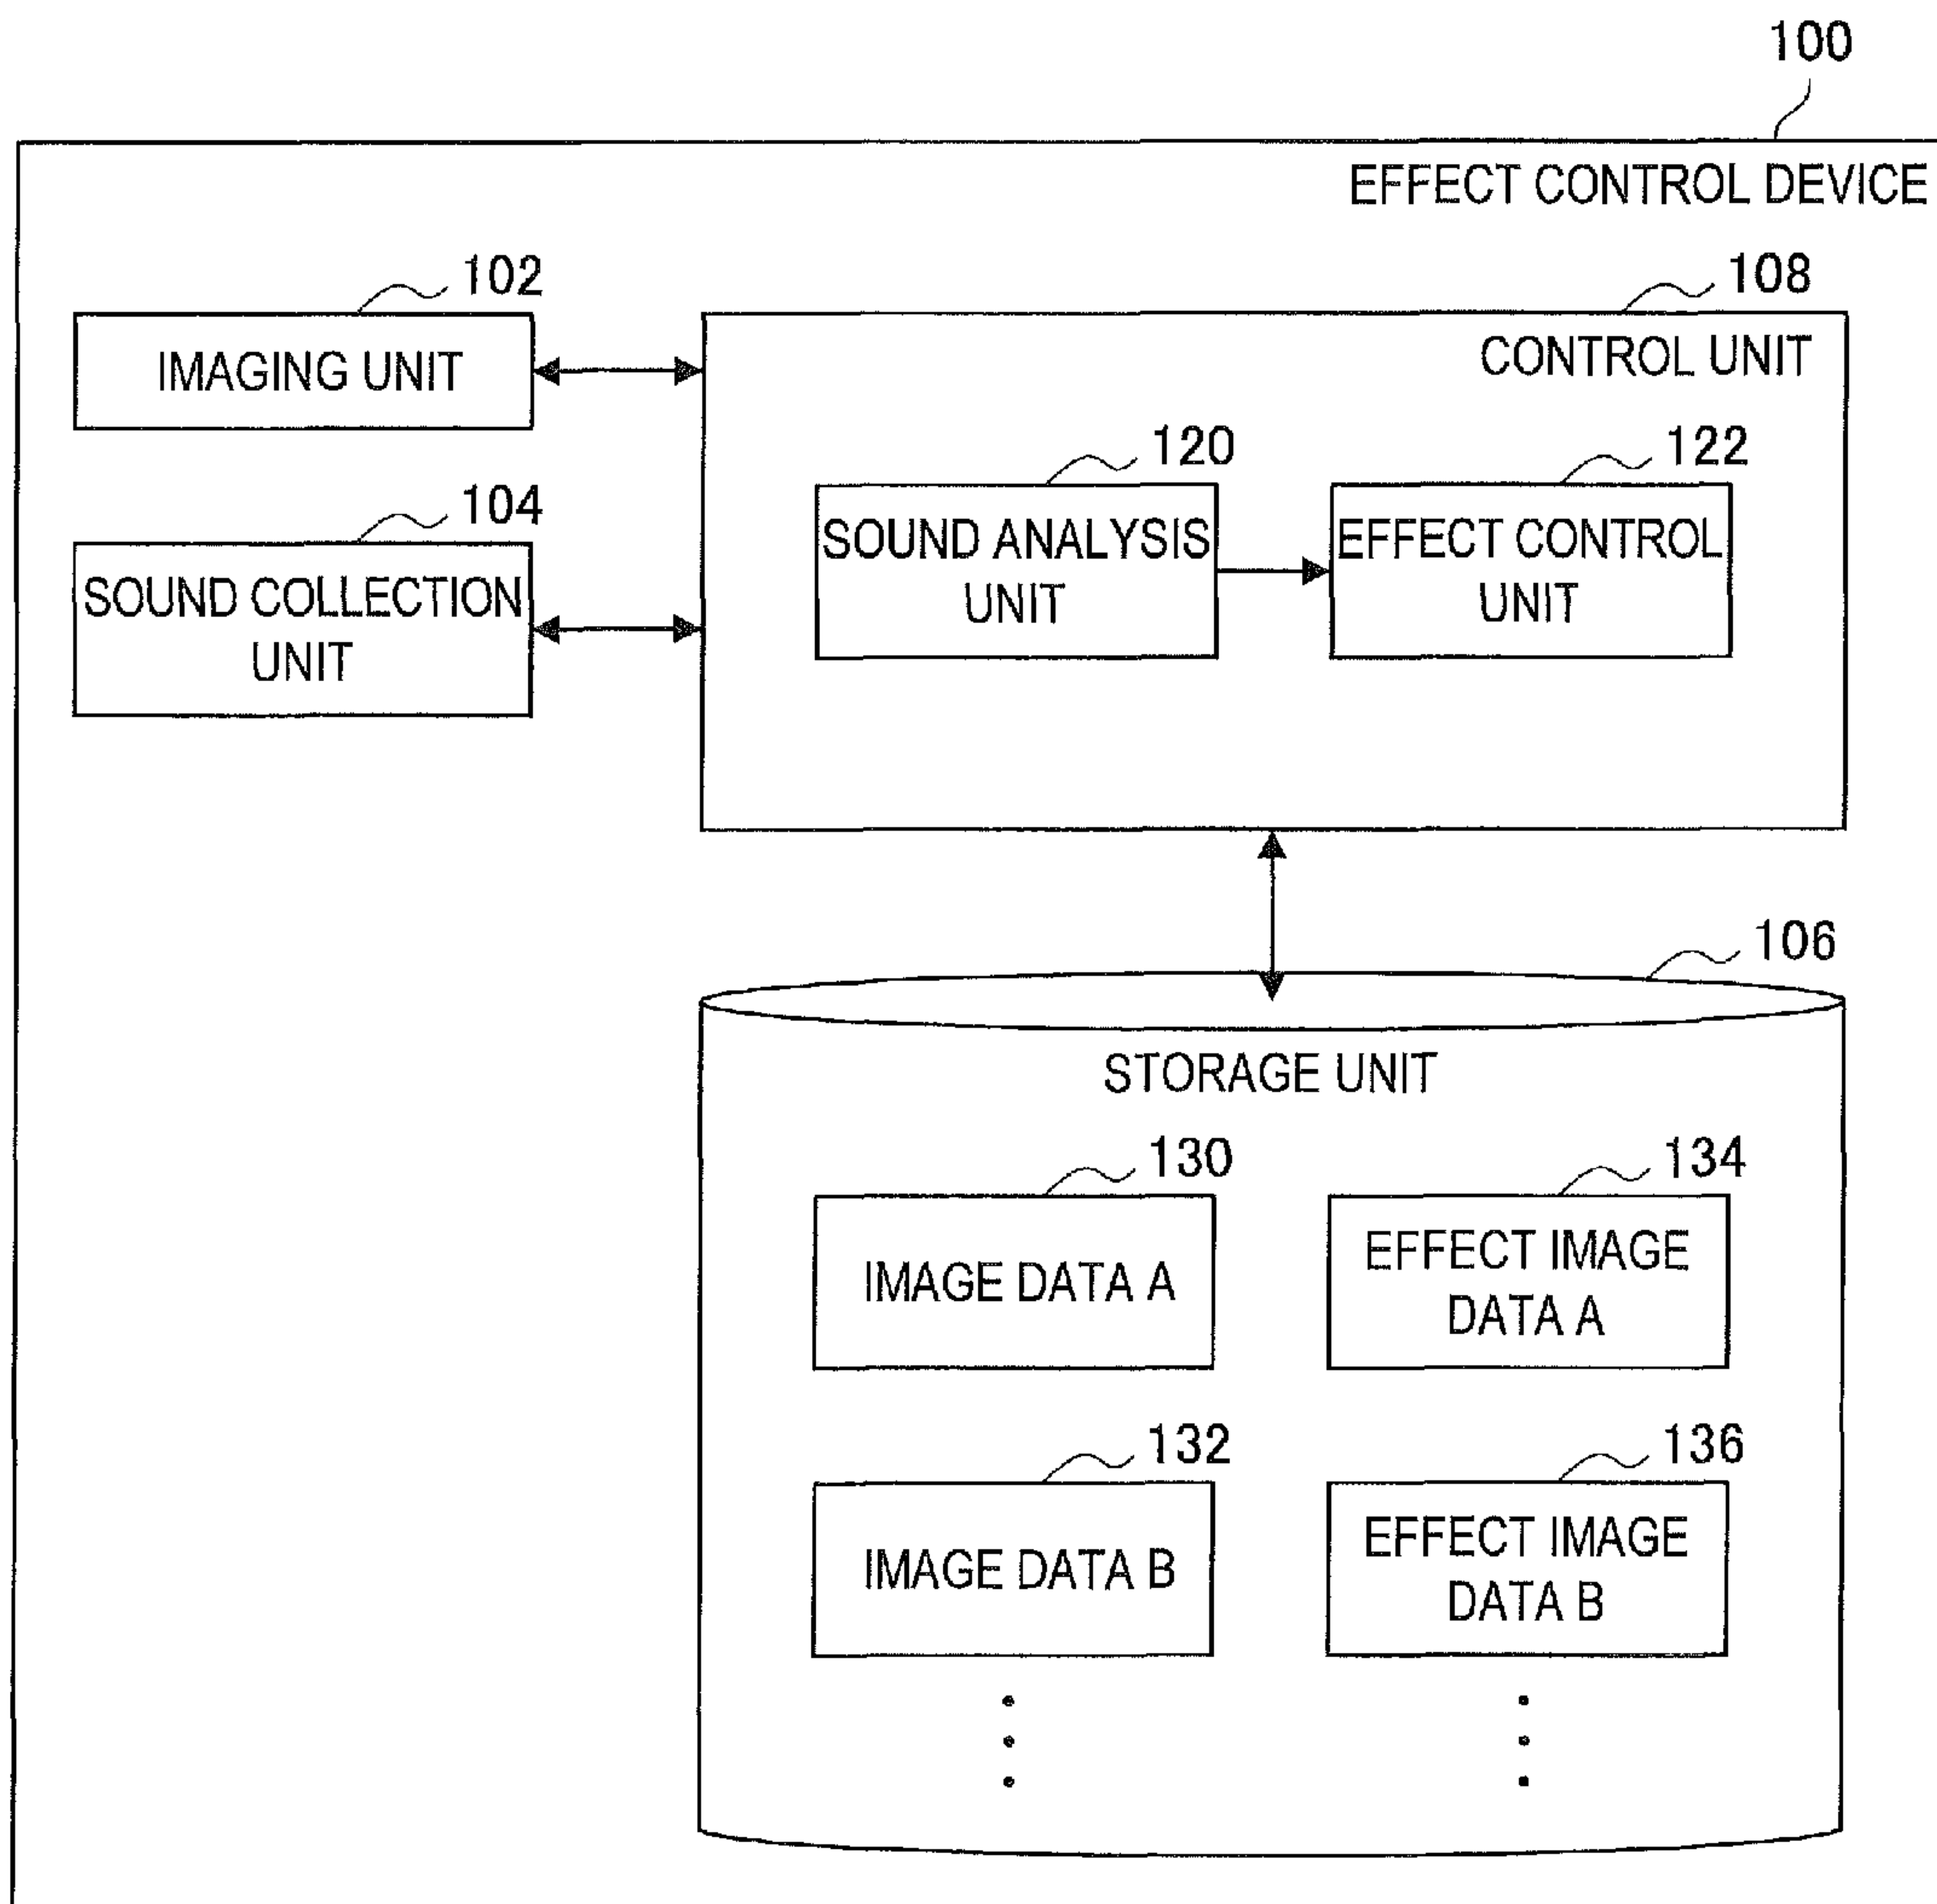 100
EFFECT CONTROL DEVICE
102
IMAGING UNIT
104
SOUND COLLECTION
UNIT
108
CONTROL UNIT
120
SOUND ANALYSIS
UNIT
122
EFFECT CONTROL
UNIT
106
STORAGE UNIT
130
IMAGE DATA A
134
EFFECT IMAGE
DATA A
132
IMAGE DATA B
136
EFFECT IMAGE
DATA B